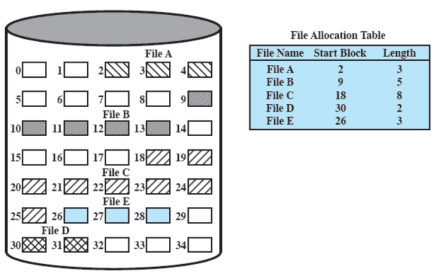 File A
0 1 2 3 4
5 6 7 8 9
File B
10 11 12 13 14
15 16 17 18 19
File C
20 21 22 23 24
File E
25 26 27 28 29
File D
30 31 32 33 34
File Allocation Table
File Name Start Block Length
File A 2 3
File B 9 5
File C 18 8
File D 30 2
File E 26 3